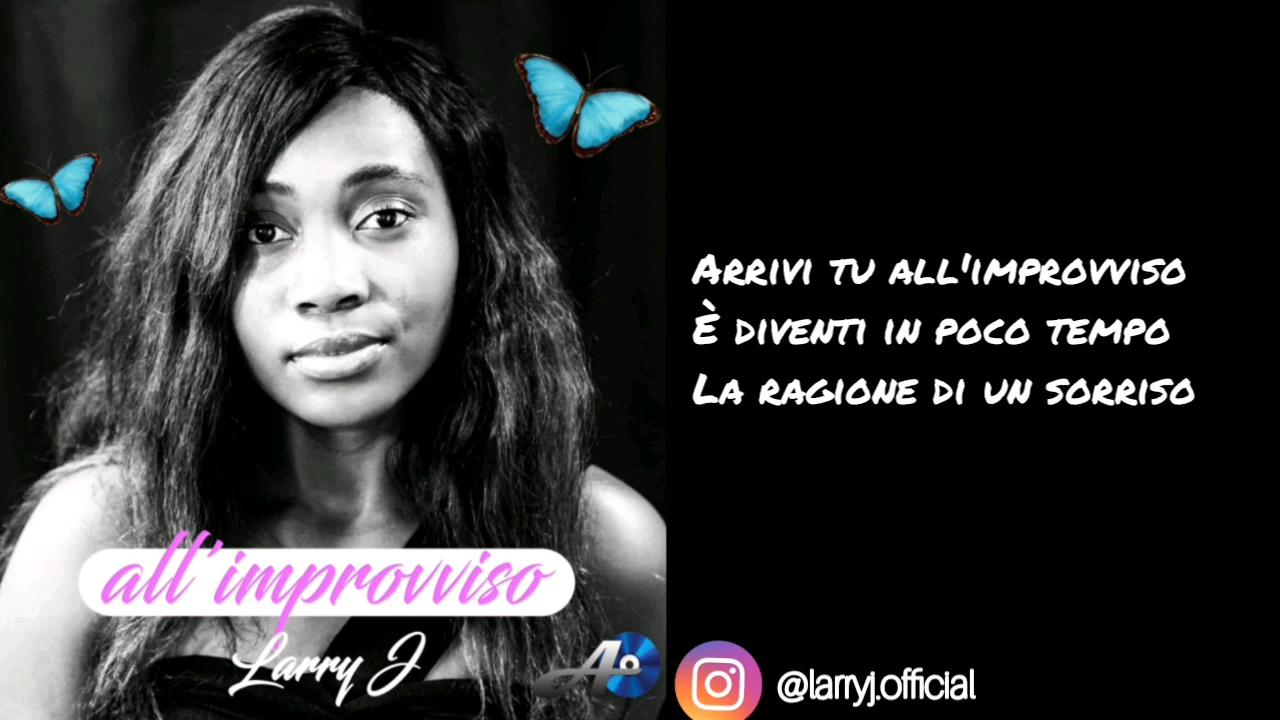 Arrivi tu all'improvviso
È diventi in poco tempo
La ragione di un sorriso
all'improvviso
Larry J
@larryj.official